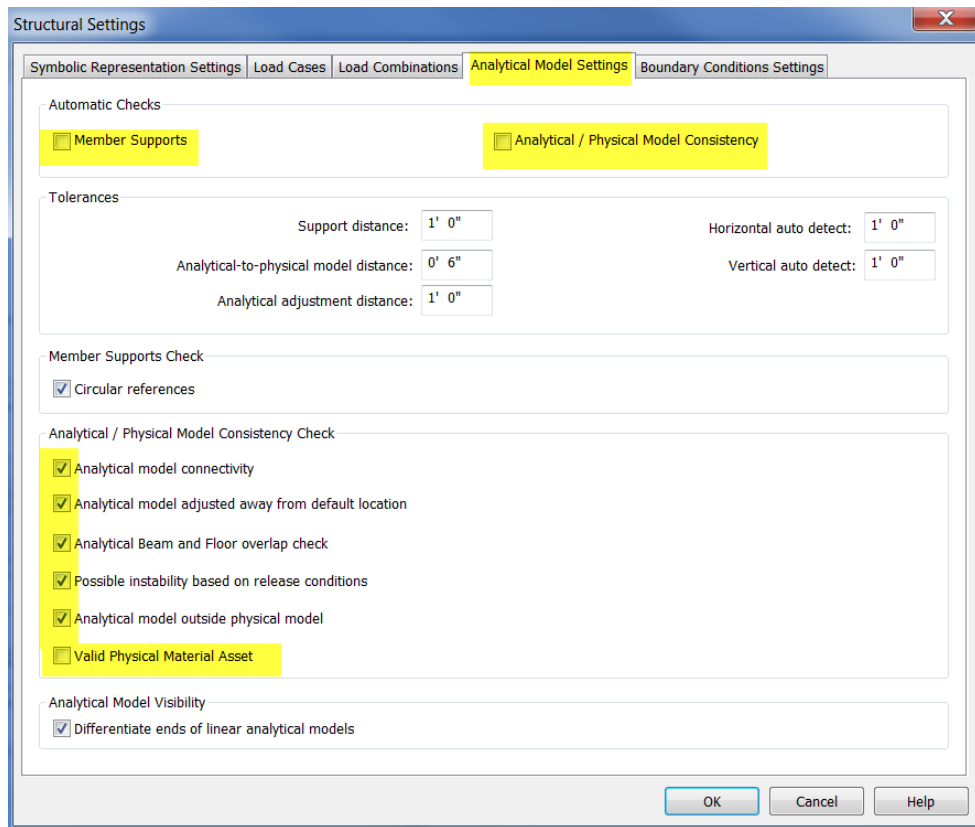 Structural Settings
X
Symbolic Representation Settings Load Cases Load Combinations Analytical Model Settings Boundary Conditions Settings
Automatic Checks
Member Supports Analytical / Physical Model Consistency
Tolerances
Support distance: 1' 0" Horizontal auto detect: 1' 0"
Analytical-to-physical model distance: 0' 6" Vertical auto detect: 1' 0"
Analytical adjustment distance: 1' 0"
Member Supports Check
Circular references
Analytical / Physical Model Consistency Check
Analytical model connectivity
Analytical model adjusted away from default location
Analytical Beam and Floor overlap check
Possible instability based on release conditions
Analytical model outside physical model
Valid Physical Material Asset
Analytical Model Visibility
Differentiate ends of linear analytical models
OK Cancel Help